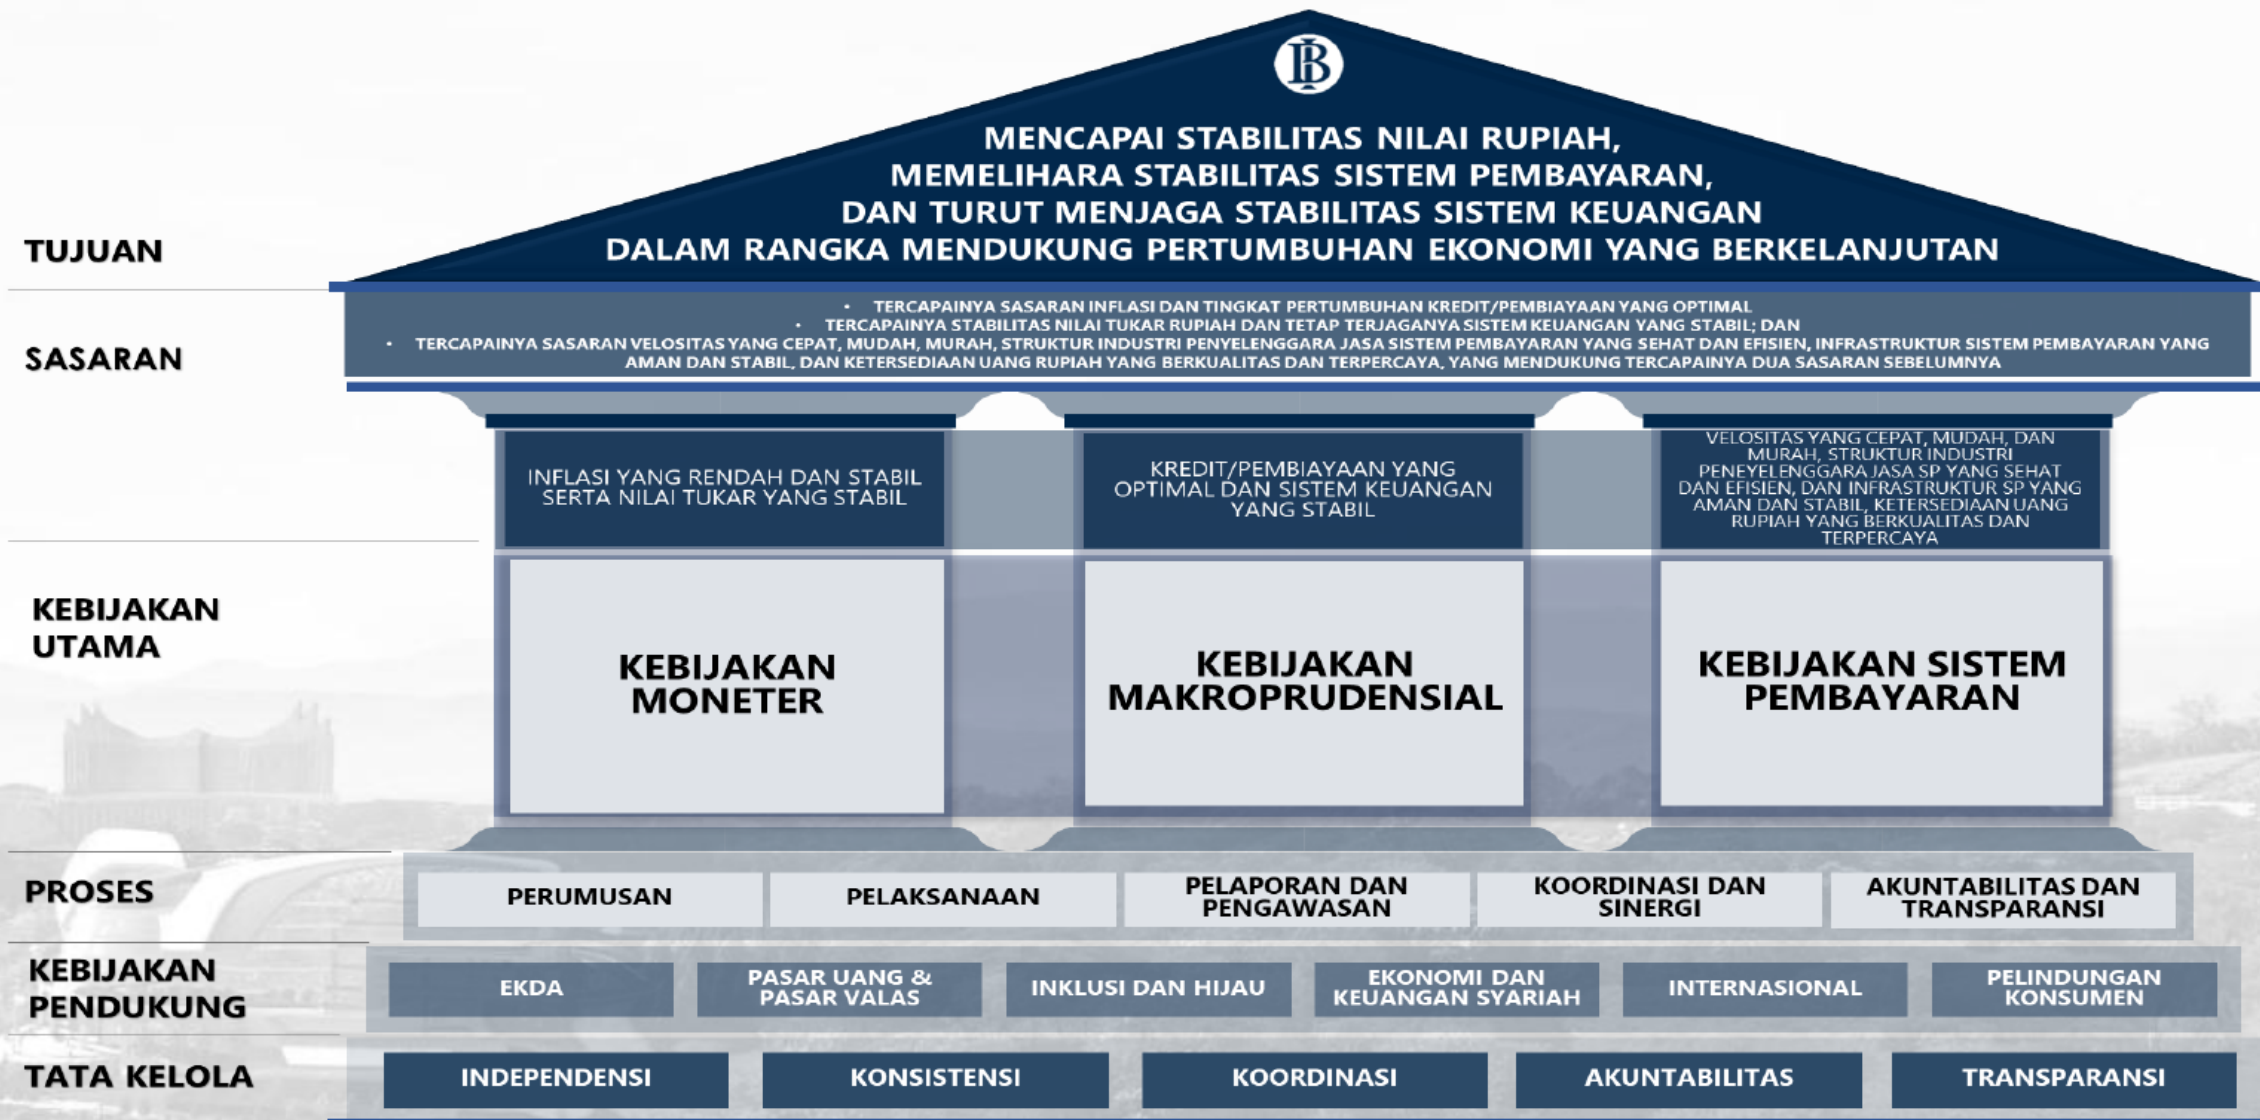 MENCAPAI STABILITAS NILAI RUPIAH,
MEMELIHARA STABILITAS SISTEM PEMBAYARAN,
DAN TURUT MENJAGA STABILITAS SISTEM KEUANGAN
DALAM RANGKA MENDUKUNG PERTUMBUHAN EKONOMI YANG BERKELANJUTAN
TUJUAN
• TERCAPAINYA SASARAN INFLASI DAN TINGKAT PERTUMBUHAN KREDIT/PEMBIAYAAN YANG OPTIMAL
• TERCAPAINYA STABILITAS NILAI TUKAR RUPIAH DAN TETAP TERJAGANYA SISTEM KEUANGAN YANG STABIL; DAN
• TERCAPAINYA SASARAN VELOSITAS YANG CEPAT, MUDAH, MURAH, STRUKTUR INDUSTRI PENYELENGGARA JASA SISTEM PEMBAYARAN YANG SEHAT DAN EFISIEN, INFRASTRUKTUR SISTEM PEMBAYARAN YANG
AMAN DAN STABIL, DAN KETERSEDIAAN UANG RUPIAH YANG BERKUALITAS DAN TERPERCAYA, YANG MENDUKUNG TERCAPAINYA DUA SASARAN SEBELUMNYA
SASARAN
INFLASI YANG RENDAH DAN STABIL
SERTA NILAI TUKAR YANG STABIL
KREDIT/PEMBIAYAAN YANG
OPTIMAL DAN SISTEM KEUANGAN
YANG STABIL
VELOSITAS YANG CEPAT, MUDAH, DAN
MURAH, STRUKTUR INDUSTRI
PENEYELENGGARA JASA SP YANG SEHAT
DAN EFISIEN, DAN INFRASTRUKTUR SP YANG
AMAN DAN STABIL, KETERSEDIAAN UANG
RUPIAH YANG BERKUALITAS DAN
TERPERCAYA
KEBIJAKAN
UTAMA
KEBIJAKAN
MONETER
KEBIJAKAN
MAKROPRUDENSIAL
KEBIJAKAN SISTEM
PEMBAYARAN
PROSES
PERUMUSAN
PELAKSANAAN
PELAPORAN DAN
PENGAWASAN
KOORDINASI DAN
SINERGI
AKUNTABILITAS DAN
TRANSPARANSI
KEBIJAKAN
PENDUKUNG
EKDA
PASAR UANG &
PASAR VALAS
INKLUSI DAN HIJAU
EKONOMI DAN
KEUANGAN SYARIAH
INTERNASIONAL
PELINDUNGAN
KONSUMEN
TATA KELOLA
INDEPENDENSI
KONSISTENSI
KOORDINASI
AKUNTABILITAS
TRANSPARANSI